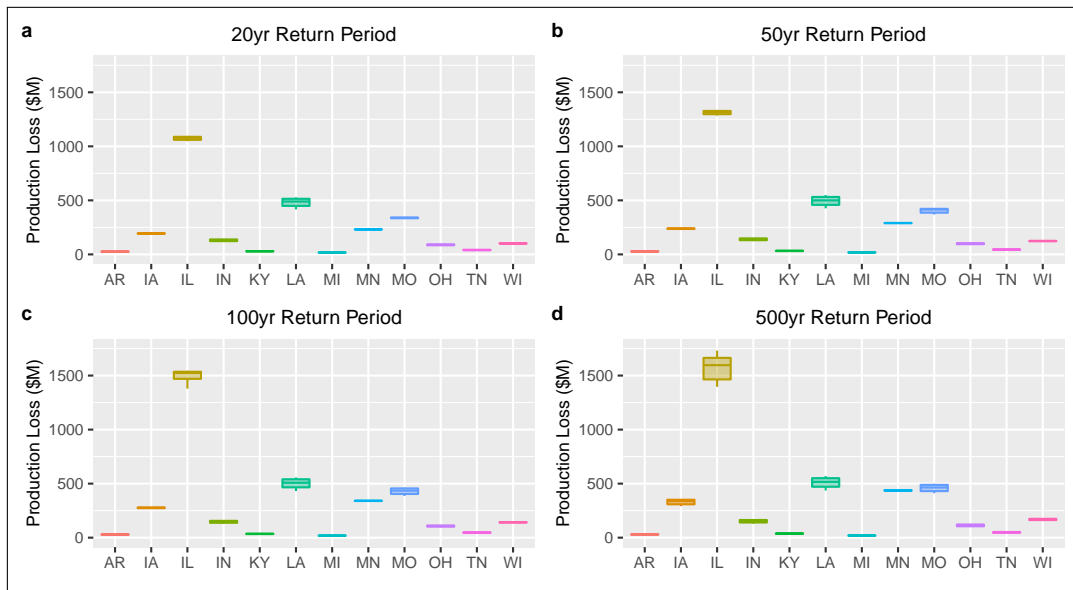 a
20yr Return Period
Production Loss ($M)
1500
1000
500
0
AR IA IL IN KY LA MI MN MO OH TN WI
b
50yr Return Period
Production Loss ($M)
1500
1000
500
0
AR IA IL IN KY LA MI MN MO OH TN WI
c
100yr Return Period
Production Loss ($M)
1500
1000
500
0
AR IA IL IN KY LA MI MN MO OH TN WI
d
500yr Return Period
Production Loss ($M)
1500
1000
500
0
AR IA IL IN KY LA MI MN MO OH TN WI